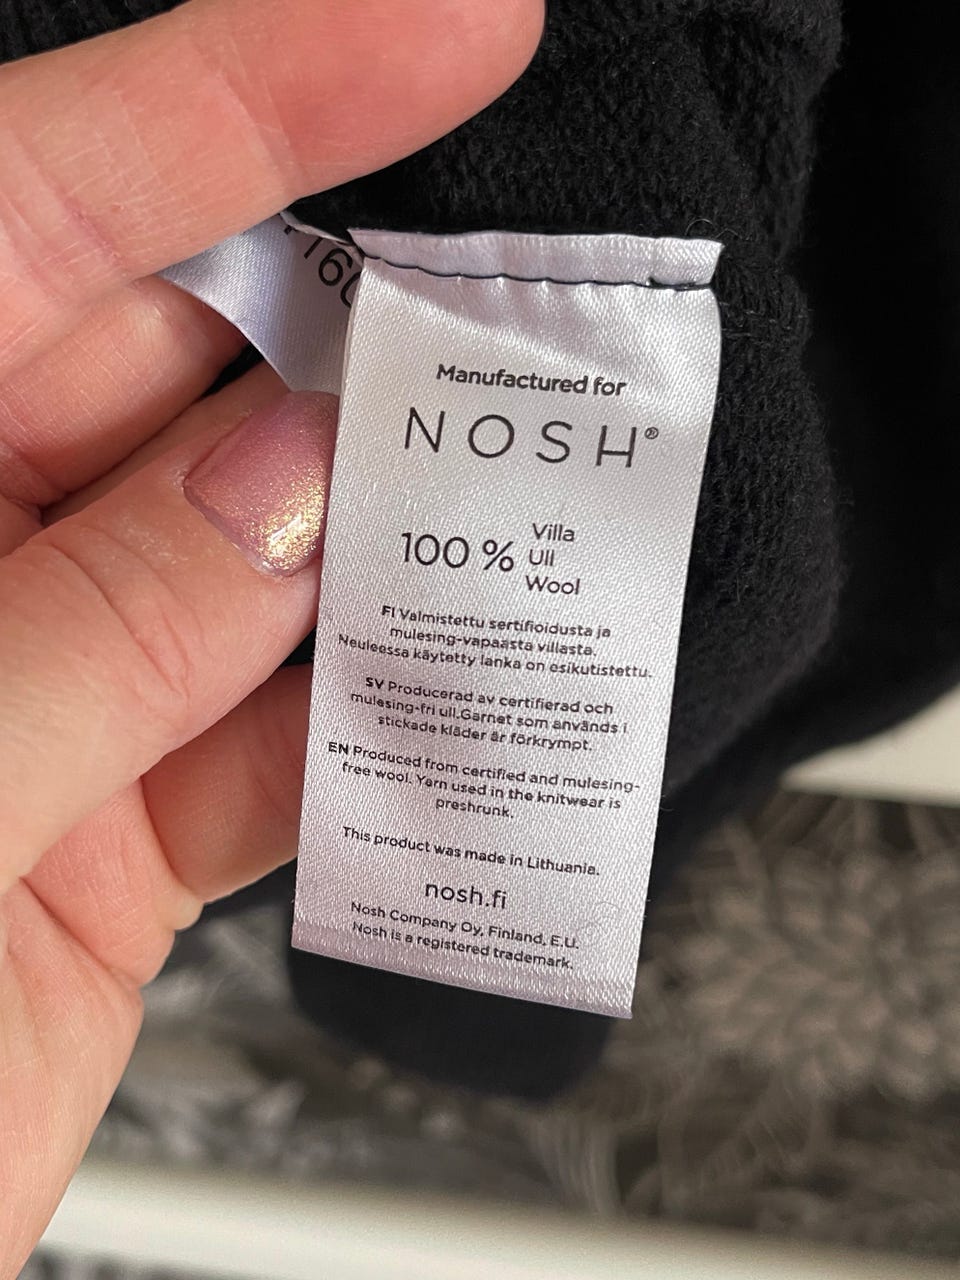 Manufactured for
NOSH®
100 % Villa
Ull
Wool
FI Valmistettu sertifioidusta ja
mulesing-vapaasta villasta.
Neuleessa käytetty lanka on esikutistettu.
SV Producerad av certifierad och
mulesing-fri ull.Garnet som används i
stickade kläder är förkrympt.
EN Produced from certified and mulesing-
free wool. Yarn used in the knitwear is
preshrunk.
This product was made in Lithuania.
nosh.fi
Nosh Company Oy, Finland, E.U.
Nosh is a registered trademark.